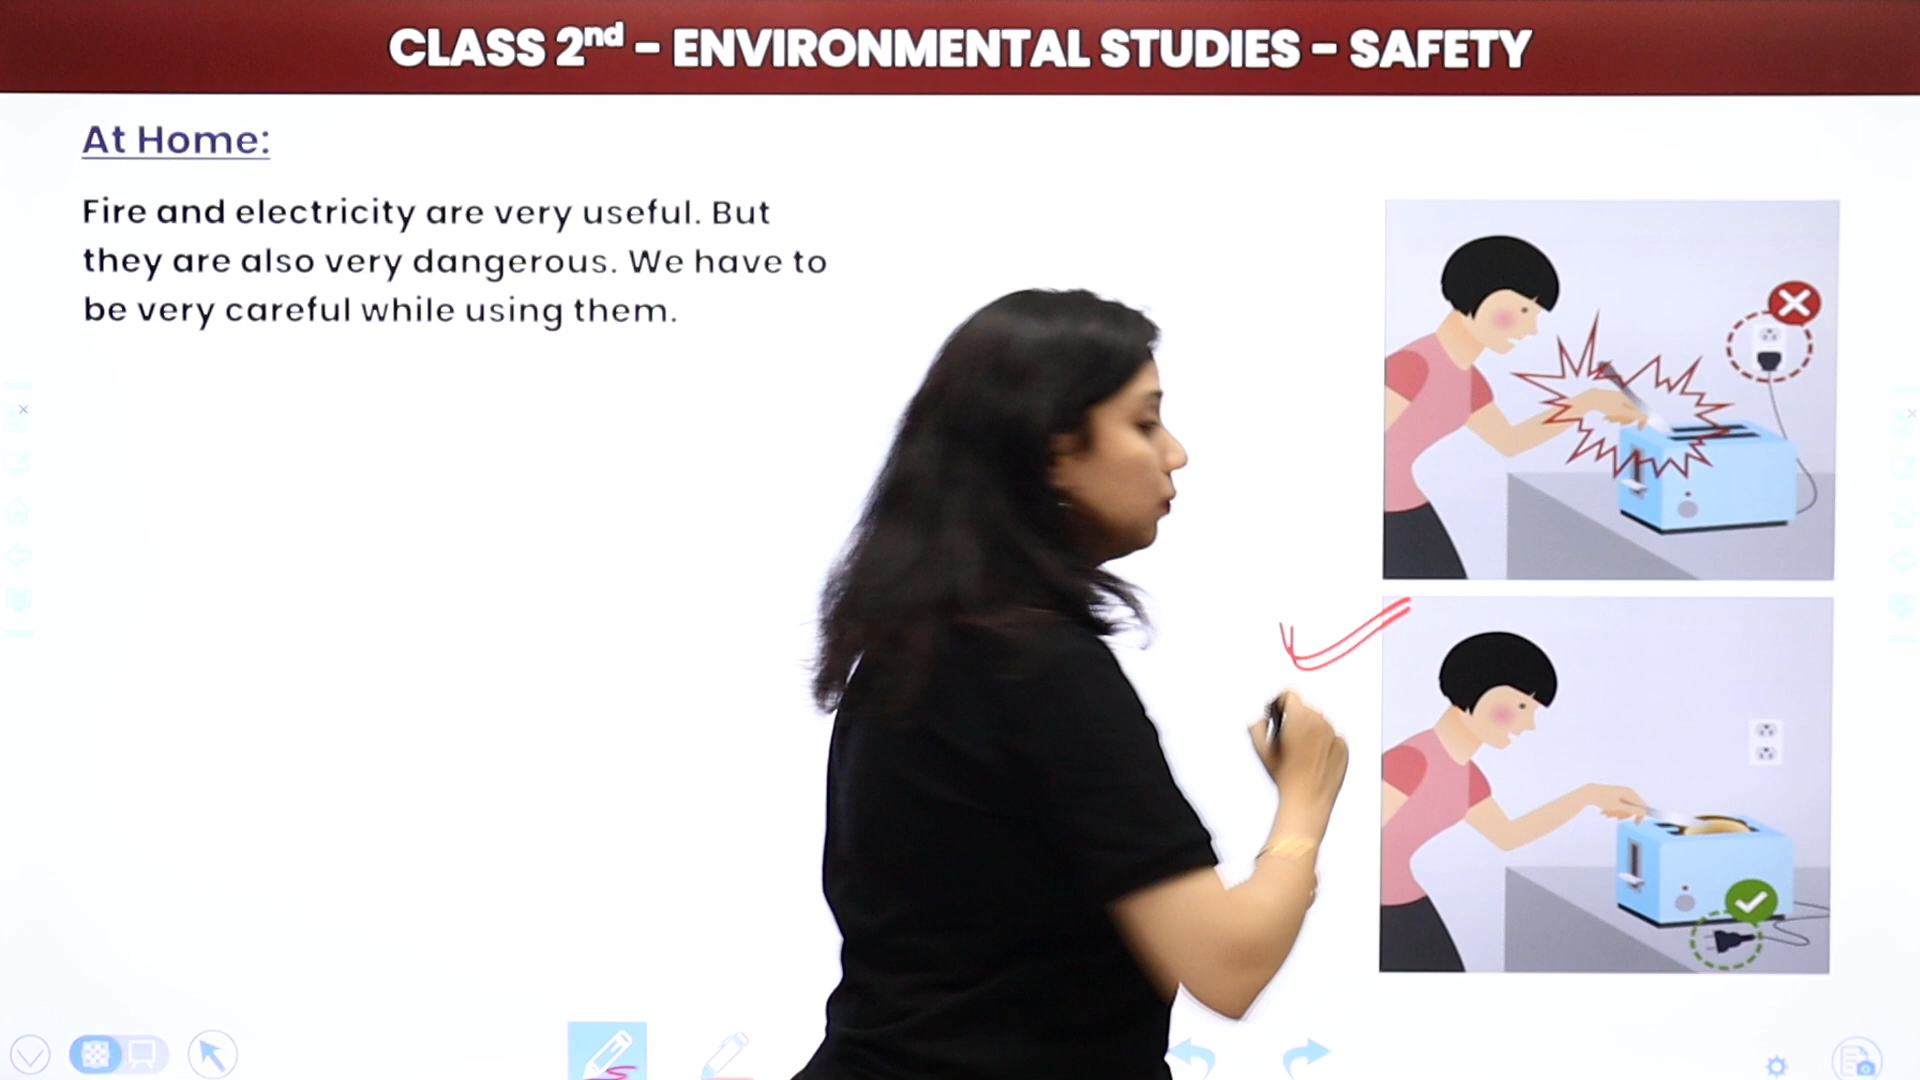 CLASS 2nd - ENVIRONMENTAL STUDIES - SAFETY
At Home:
Fire and electricity are very useful. But
they are also very dangerous. We have to
be very careful while using them.